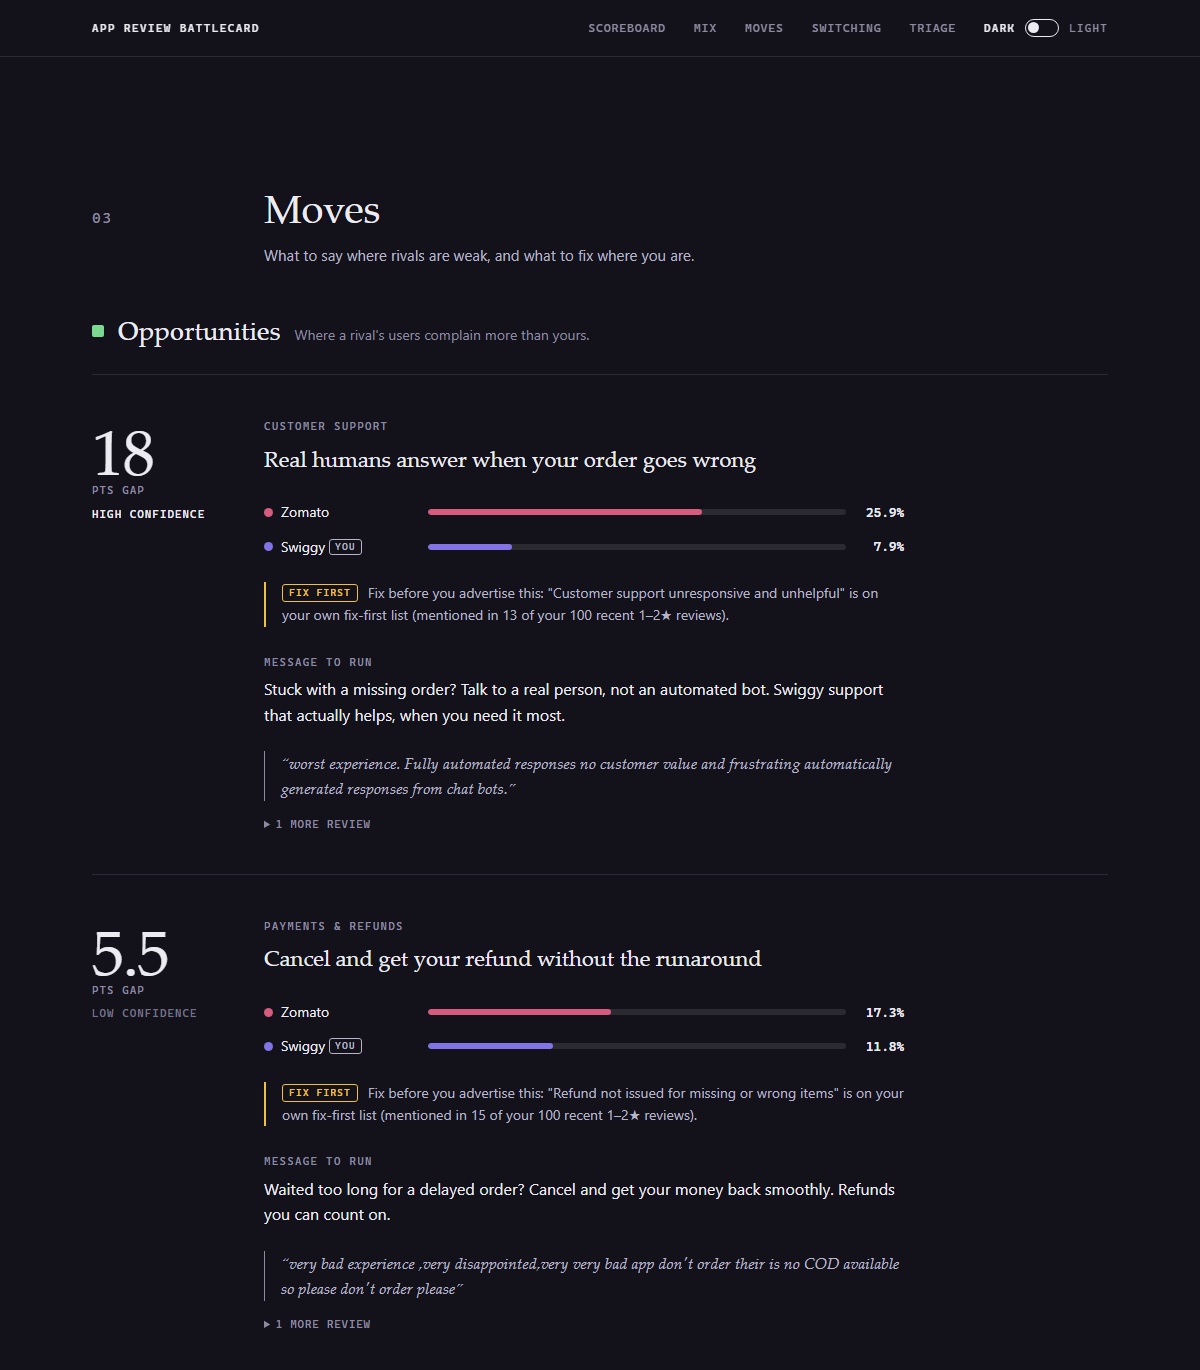 APP REVIEW BATTLECARD
SCOREBOARD MIX MOVES SWITCHING TRIAGE DARK LIGHT
03
Moves
What to say where rivals are weak, and what to fix where you are.
Opportunities Where a rival's users complain more than yours.
18
PTS GAP
HIGH CONFIDENCE
CUSTOMER SUPPORT
Real humans answer when your order goes wrong
Zomato 25.9%
Swiggy YOU 7.9%
FIX FIRST Fix before you advertise this: "Customer support unresponsive and unhelpful" is on
your own fix-first list (mentioned in 13 of your 100 recent 1–2★ reviews).
MESSAGE TO RUN
Stuck with a missing order? Talk to a real person, not an automated bot. Swiggy support
that actually helps, when you need it most.
“worst experience. Fully automated responses no customer value and frustrating automatically
generated responses from chat bots.”
▶ 1 MORE REVIEW
5.5
PTS GAP
LOW CONFIDENCE
PAYMENTS & REFUNDS
Cancel and get your refund without the runaround
Zomato 17.3%
Swiggy YOU 11.8%
FIX FIRST Fix before you advertise this: "Refund not issued for missing or wrong items" is on your
own fix-first list (mentioned in 15 of your 100 recent 1–2★ reviews).
MESSAGE TO RUN
Waited too long for a delayed order? Cancel and get your money back smoothly. Refunds
you can count on.
“very bad experience ,very disappointed,very very bad app don't order their is no COD available
so please don't order please”
▶ 1 MORE REVIEW